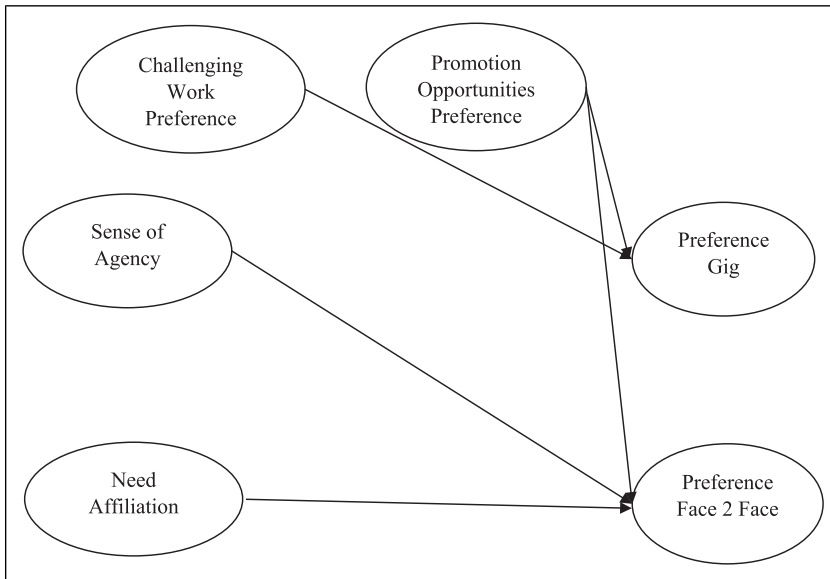 Challenging
Work
Preference
Promotion
Opportunities
Preference
Sense of
Agency
Preference
Gig
Need
Affiliation
Preference
Face 2 Face